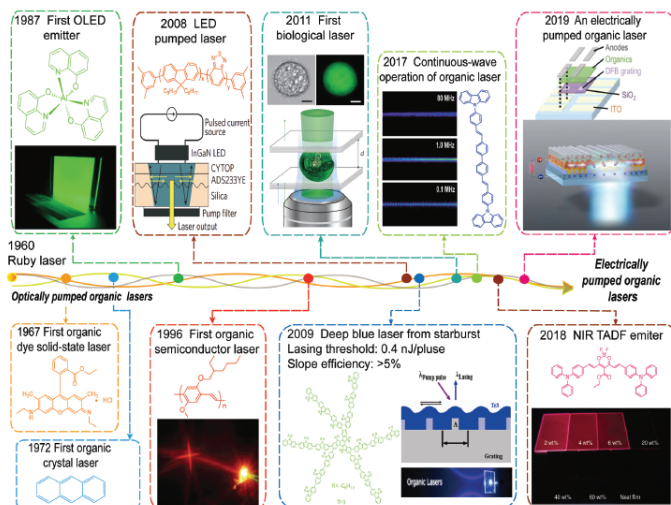 1987 First OLED
emitter
2008 LED
pumped laser
Pulsed current
source
InGaN LED
CYTOP
ADS233YE
Silica
Pump filter
Laser output
2011 First
biological laser
d
2017 Continuous-wave
operation of organic laser
80 MHz
1.0 MHz
0.1 MHz
2019 An electrically
pumped organic laser
Anodes
Organics
DFB grating
SiO2
ITO
1960
Ruby laser
Optically pumped organic lasers
Electrically
pumped organic
lasers
1967 First organic
dye solid-state laser
HCl
1972 First organic
crystal laser
1996 First organic
semiconductor laser
2009 Deep blue laser from starburst
Lasing threshold: 0.4 nJ/pluse
Slope efficiency: >5%
λPump pulse
λLasing
Λ
Grating
Organic Lasers
2018 NIR TADF emiter
2 wt%
4 wt%
6 wt%
20 wt%
40 wt%
60 wt%
Neat film